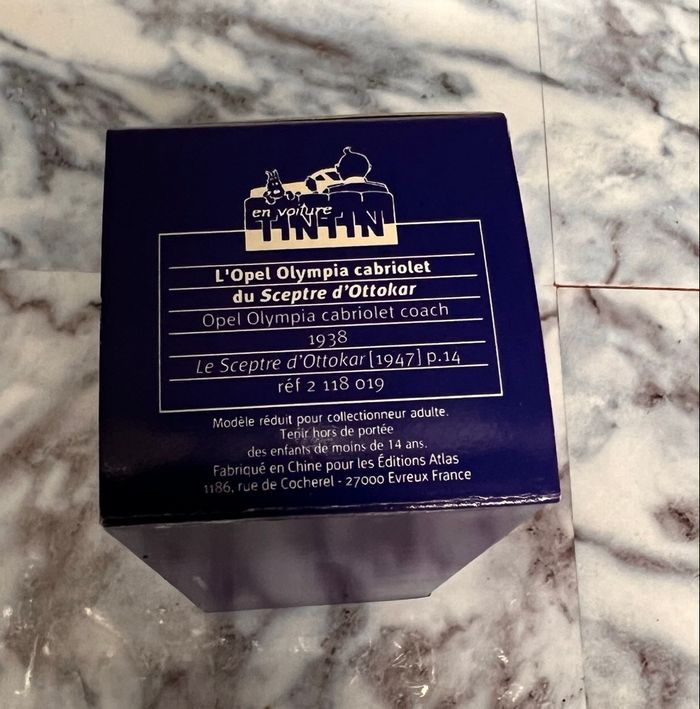 en voiture
TINTIN
L'Opel Olympia cabriolet
du Sceptre d'Ottokar
Opel Olympia cabriolet coach
1938
Le Sceptre d'Ottokar [1947] p.14
réf 2 118 019
Modèle réduit pour collectionneur adulte.
Tenir hors de portée
des enfants de moins de 14 ans.
Fabriqué en Chine pour les Éditions Atlas
1186, rue de Cocherel - 27000 Evreux France